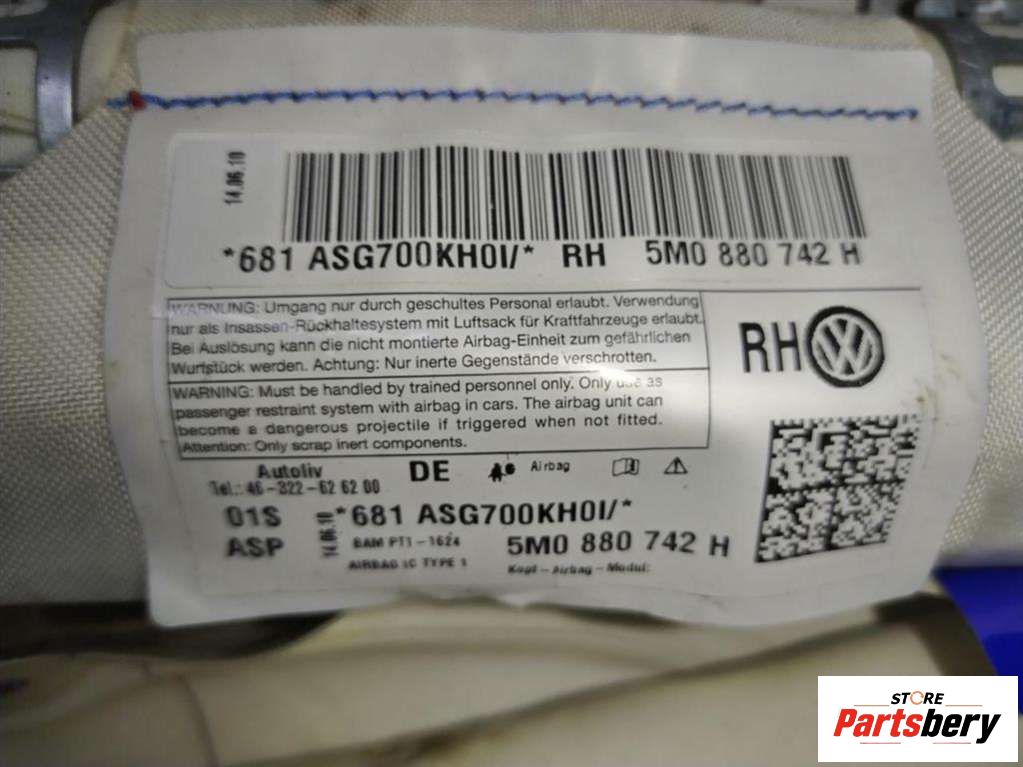 14.06.10
*681 ASG700KH0I/* RH 5M0 880 742 H
WARNUNG: Umgang nur durch geschultes Personal erlaubt. Verwendung
nur als Insassen-Rückhaltesystem mit Luftsack für Kraftfahrzeuge erlaubt.
Bei Auslösung kann die nicht montierte Airbag-Einheit zum gefährlichen
Wurfstück werden. Achtung: Nur inerte Gegenstände verschrotten.
RH
WARNING: Must be handled by trained personnel only. Only use as
passenger restraint system with airbag in cars. The airbag unit can
become a dangerous projectile if triggered when not fitted.
Attention: Only scrap inert components.
Autoliv DE Airbag
Tel.: 46-322-62 62 00
01S 14.06.10 *681 ASG700KH0I/*
ASP BAM PT1-1624 5M0 880 742 H
AIRBAG IC TYPE 1 Kopf-Airbag-Modul:
STORE
Partsbery